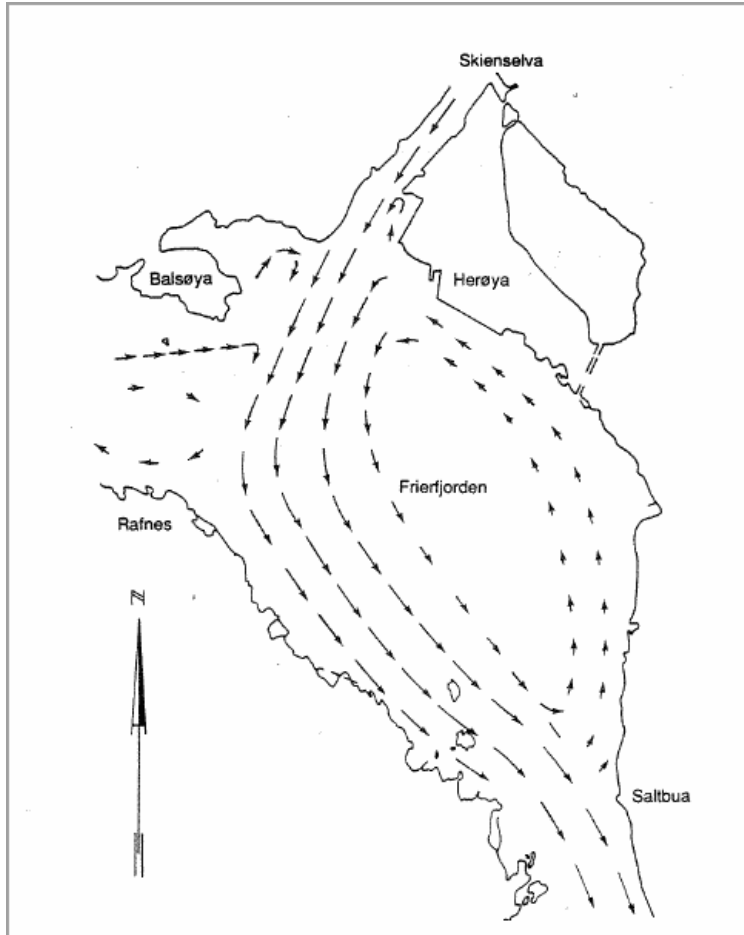 Skienselva
Balsøya
Herøya
Frierfjorden
Rafnes
N
Saltbua